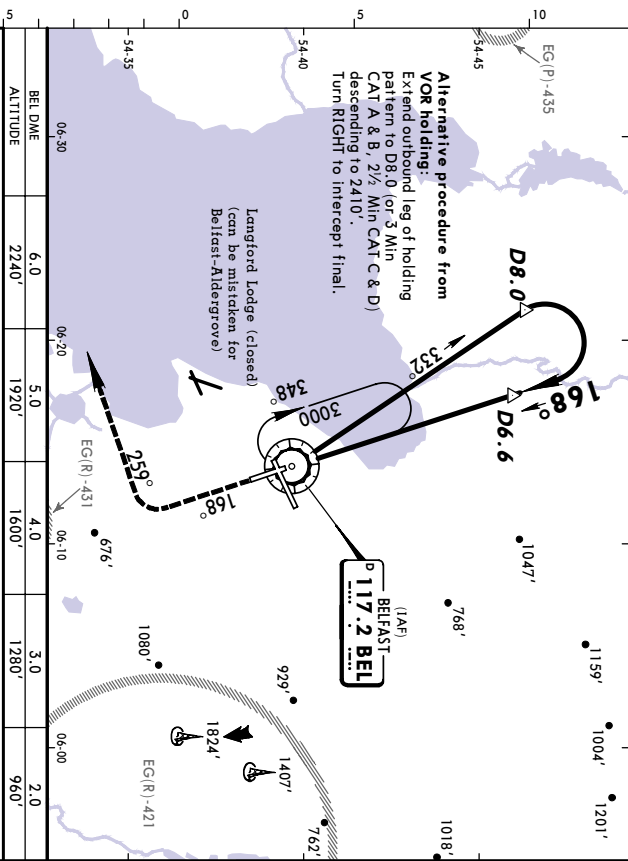 5
0
5
10
EG(P)-435
54-35
54-40
54-45
06-30
06-20
06-10
06-00
Alternative procedure from
VOR holding:
Extend outbound leg of holding
pattern to D8.0 (or 3 Min
CAT A & B, 2½ Min CAT C & D)
descending to 2410'.
Turn RIGHT to intercept final.
Langford Lodge (closed)
(can be mistaken for
Belfast-Aldergrove)
D8.0
D6.6
332°
168°
348°
3000
168°
259°
(IAF)
BELFAST
D 117.2 BEL
EG(R)-431
EG(R)-421
676'
1047'
768'
1159'
1004'
1201'
1080'
929'
1824'
1407'
762'
1018'
BEL DME 6.0 5.0 4.0 3.0 2.0
ALTITUDE 2240' 1920' 1600' 1280' 960'